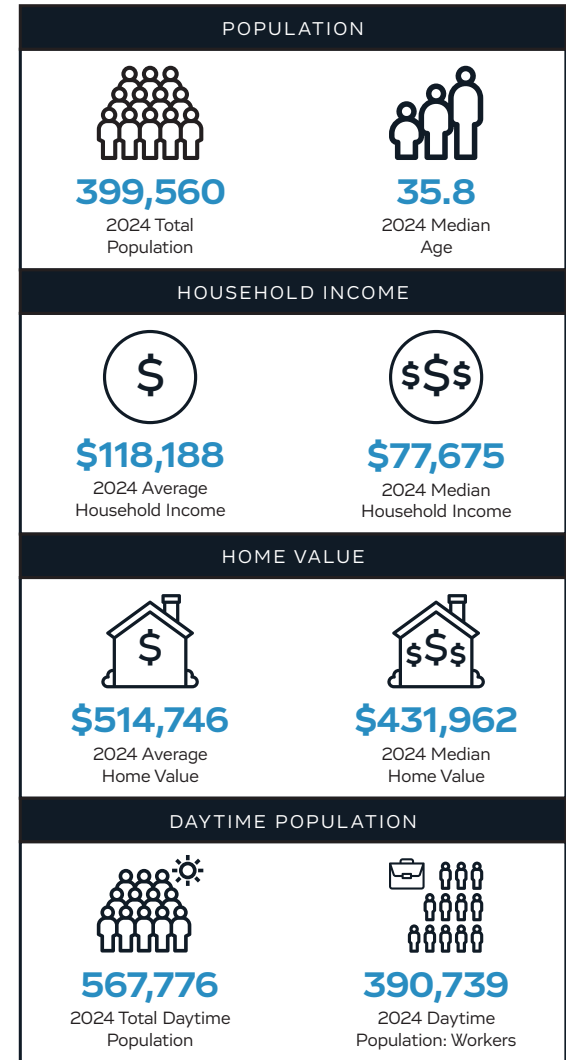 POPULATION
399,560
2024 Total
Population
35.8
2024 Median
Age
HOUSEHOLD INCOME
$
$118,188
2024 Average
Household Income
$$$
$77,675
2024 Median
Household Income
HOME VALUE
$
$514,746
2024 Average
Home Value
$$$
$431,962
2024 Median
Home Value
DAYTIME POPULATION
567,776
2024 Total Daytime
Population
390,739
2024 Daytime
Population: Workers